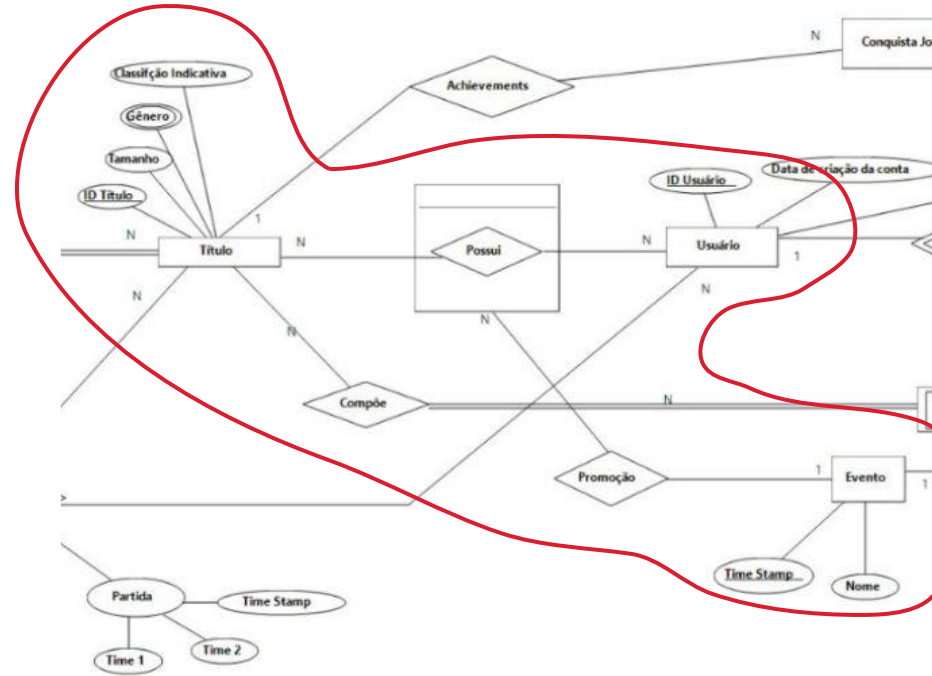 N
Conquista Jo
Classifção Indicativa
Achievements
Gênero
Tamanho
ID Usuário
Data de criação da conta
ID Título
1
N
Título
N
Possui
N
Usuário
1
N
N
N
N
Compõe
N
Promoção
1
Evento
1
Time Stamp
Nome
Partida
Time Stamp
Time 2
Time 1